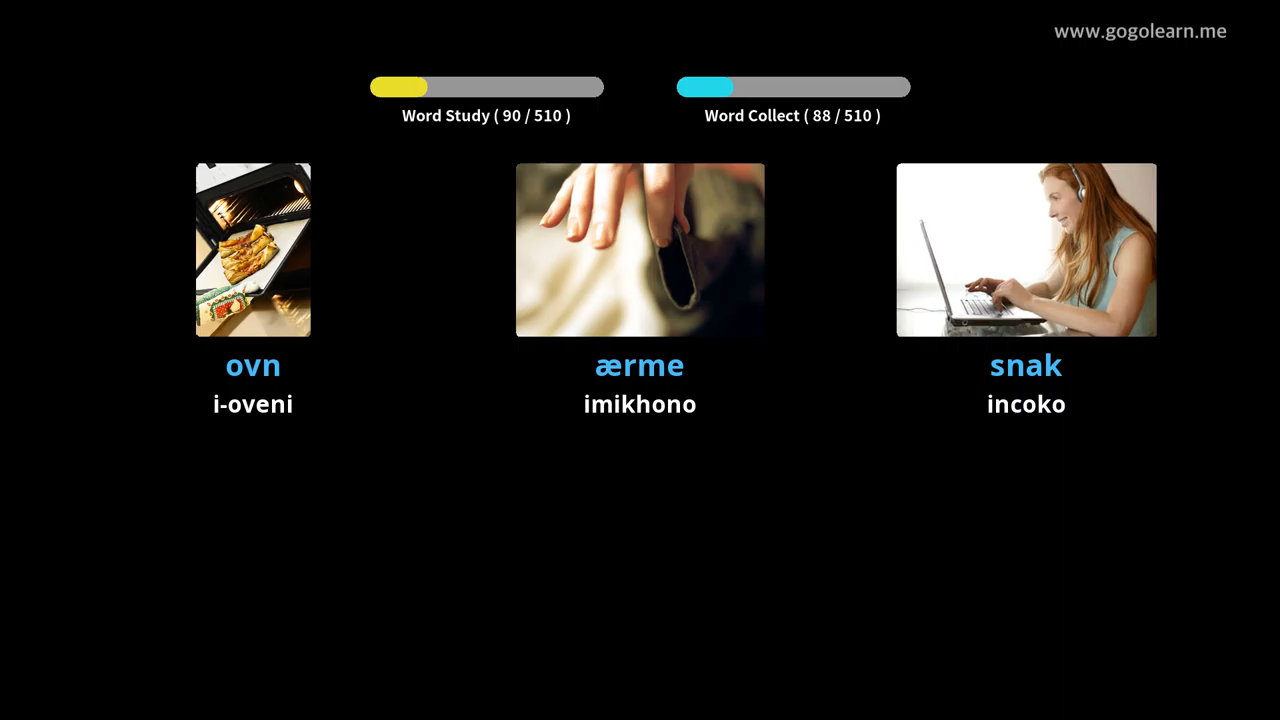 www.gogolearn.me
Word Study ( 90 / 510 )
Word Collect ( 88 / 510 )
ovn
ærme
snak
i-oveni
imikhono
incoko